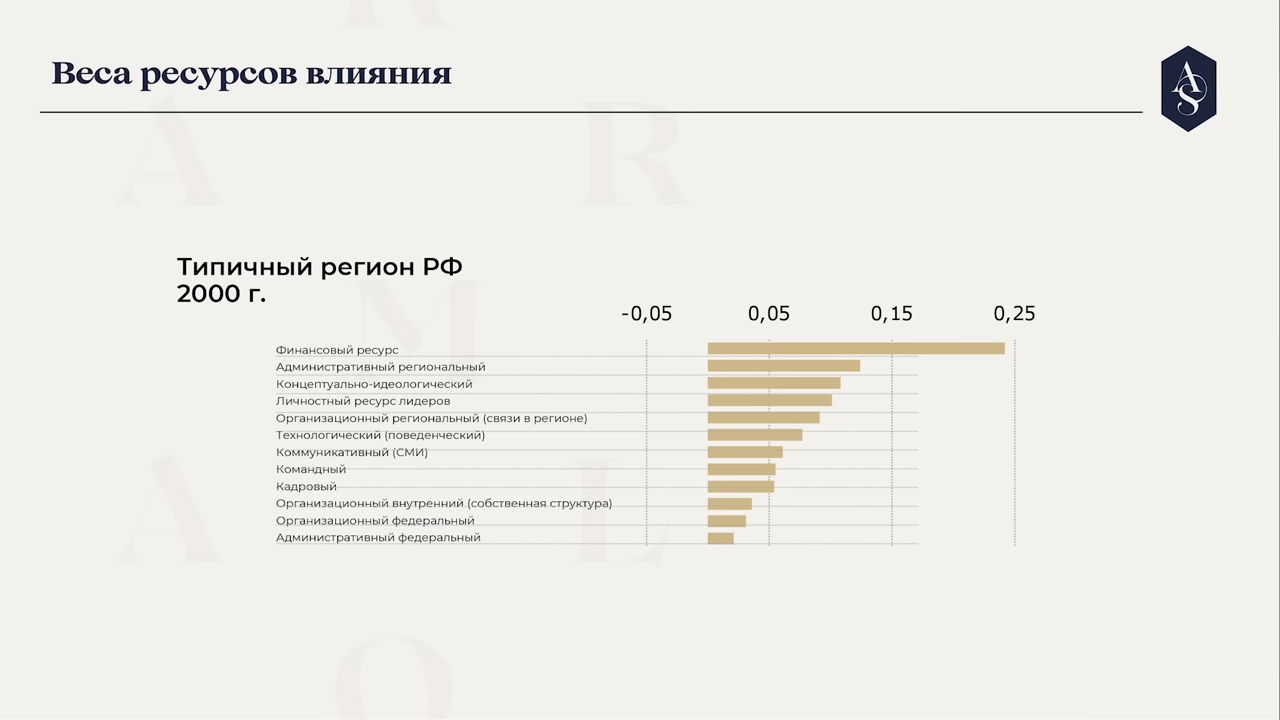 Веса ресурсов влияния
AS
Типичный регион РФ
2000 г.
-0,05 0,05 0,15 0,25
Финансовый ресурс
Административный региональный
Концептуально-идеологический
Личностный ресурс лидеров
Организационный региональный (связи в регионе)
Технологический (поведенческий)
Коммуникативный (СМИ)
Командный
Кадровый
Организационный внутренний (собственная структура)
Организационный федеральный
Административный федеральный
A R
M
A L